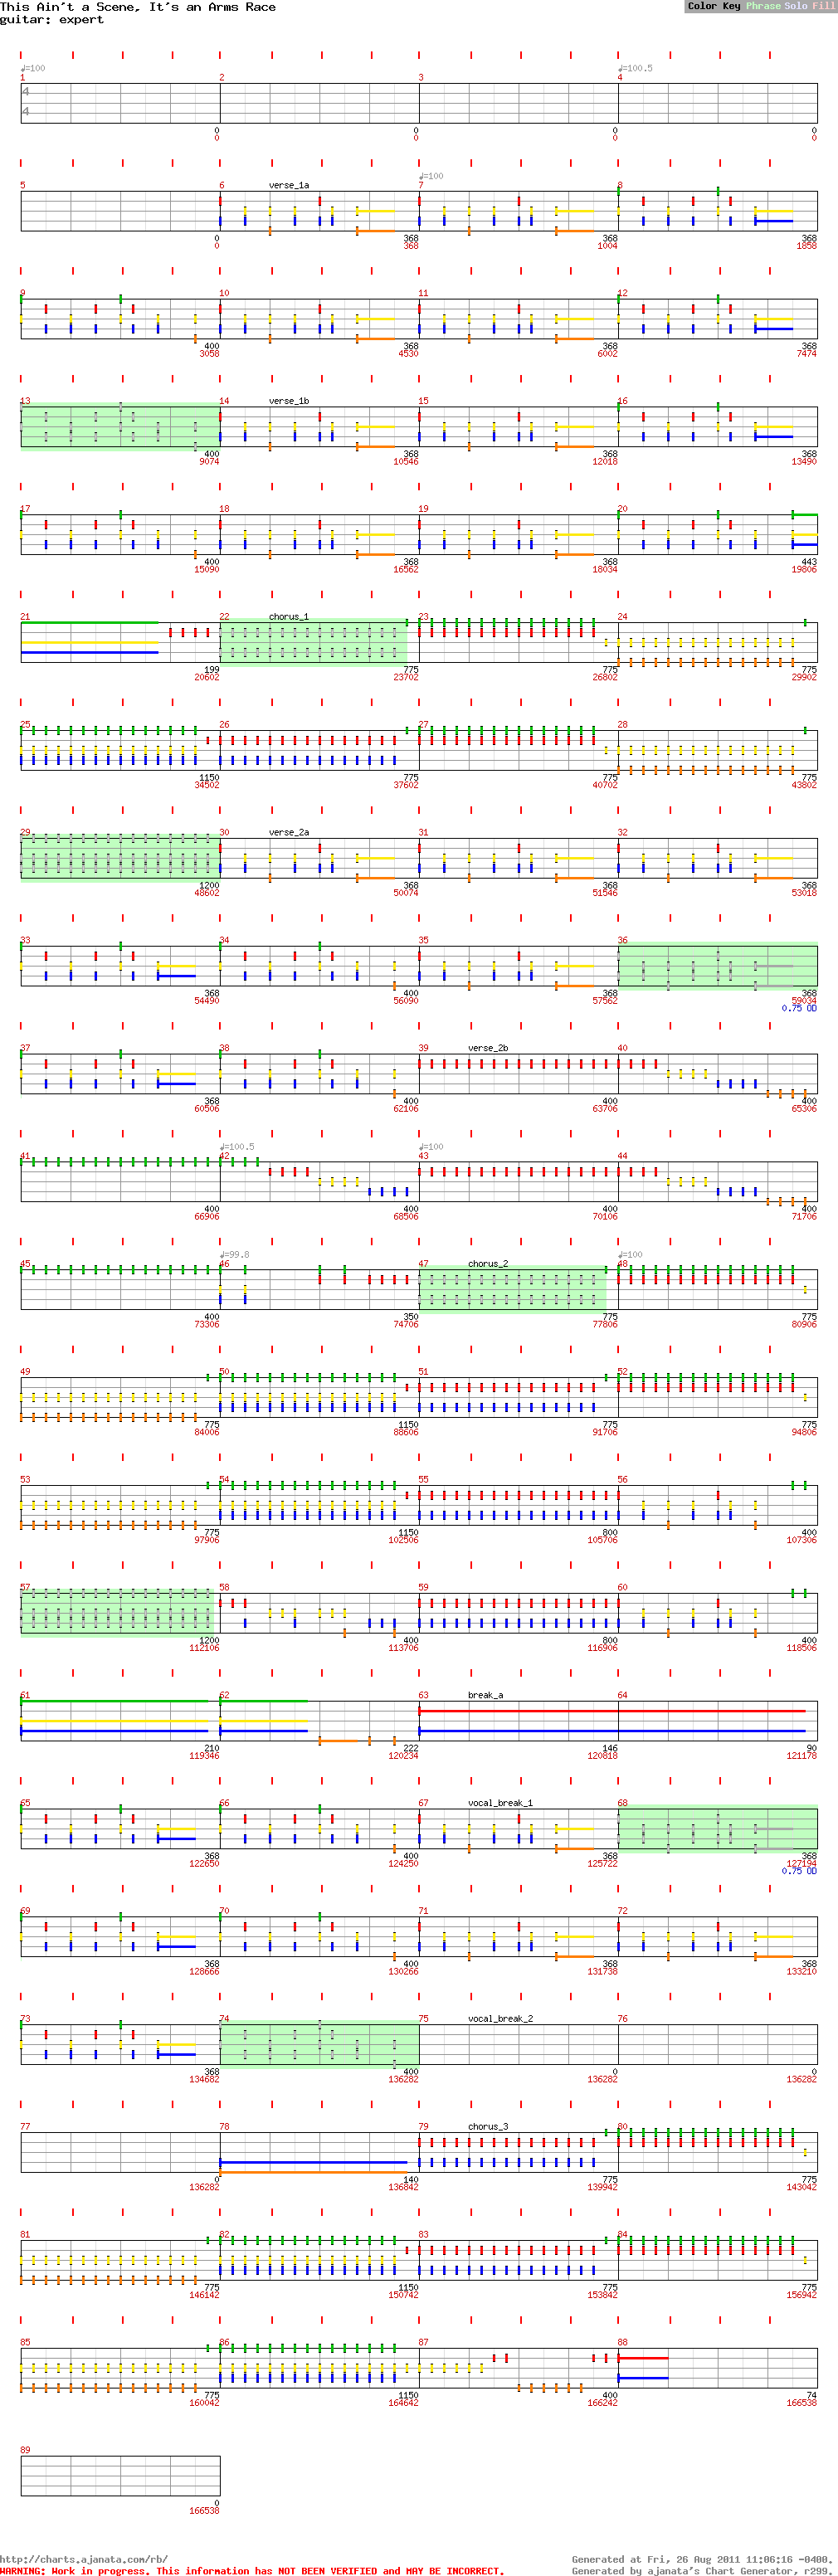 This Ain't a Scene, It's an Arms Race
guitar: expert
Color Key Phrase Solo Fill
♩=100 ♩=100.5
1 2 3 4
4
4
0 0 0 0
0 0 0 0
♩=100
5 6 verse_1a 7 8
0 368 368 368
0 368 1004 1858
9 10 11 12
400 368 368 368
3058 4530 6002 7474
13 14 verse_1b 15 16
400 368 368 368
9074 10546 12018 13490
17 18 19 20
400 368 368 443
15090 16562 18034 19806
21 22 chorus_1 23 24
199 775 775 775
20602 23702 26802 29902
25 26 27 28
1150 775 775 775
34502 37602 40702 43802
29 30 verse_2a 31 32
1200 368 368 368
48602 50074 51546 53018
33 34 35 36
368 400 368 368
54490 56090 57562 59034
0.75 OD
37 38 39 verse_2b 40
368 400 400 400
60506 62106 63706 65306
♩=100.5 ♩=100
41 42 43 44
400 400 400 400
66906 68506 70106 71706
♩=99.8 ♩=100
45 46 47 chorus_2 48
400 350 775 775
73306 74706 77806 80906
49 50 51 52
775 1150 775 775
84006 88606 91706 94806
53 54 55 56
775 1150 800 400
97906 102506 105706 107306
57 58 59 60
1200 400 800 400
112106 113706 116906 118506
61 62 63 break_a 64
210 222 146 90
119346 120234 120818 121178
65 66 67 vocal_break_1 68
368 400 368 368
122650 124250 125722 127194
0.75 OD
69 70 71 72
368 400 368 368
128666 130266 131738 133210
73 74 75 vocal_break_2 76
368 400 0 0
134682 136282 136282 136282
77 78 79 chorus_3 80
0 140 775 775
136282 136842 139942 143042
81 82 83 84
775 1150 775 775
146142 150742 153842 156942
85 86 87 88
775 1150 400 74
160042 164642 166242 166538
89
0
166538
http://charts.ajanata.com/rb/ Generated at Fri, 26 Aug 2011 11:06:16 -0400.
WARNING: Work in progress. This information has NOT BEEN VERIFIED and MAY BE INCORRECT. Generated by ajanata's Chart Generator, r299.